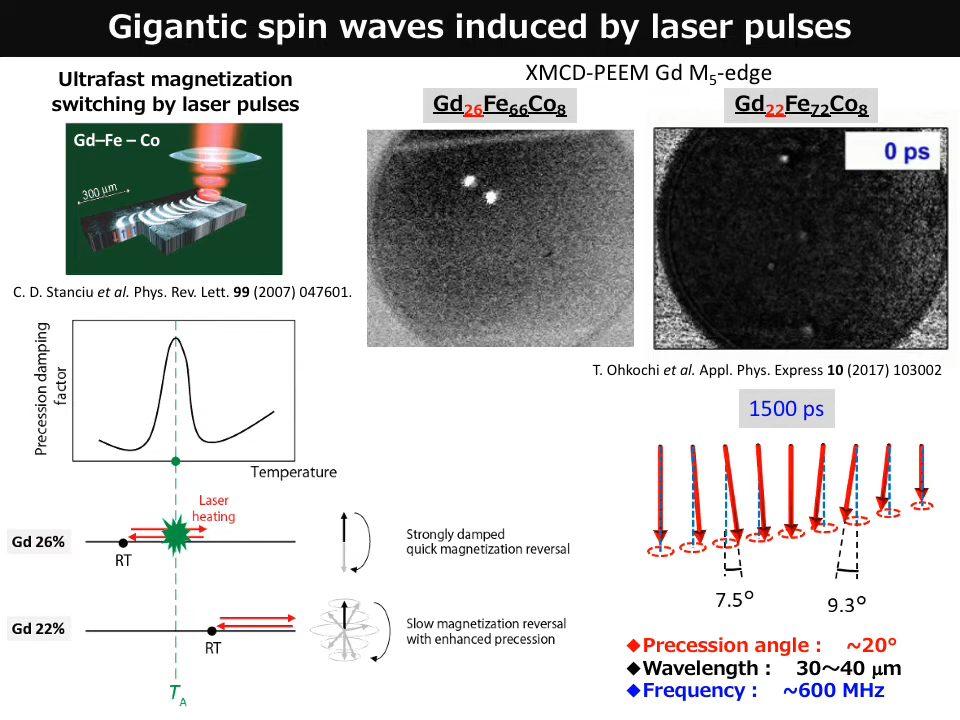 Gigantic spin waves induced by laser pulses
Ultrafast magnetization
switching by laser pulses
Gd–Fe – Co
300 μm
C. D. Stanciu et al. Phys. Rev. Lett. 99 (2007) 047601.
XMCD-PEEM Gd M5-edge
Gd26Fe66Co8
Gd22Fe72Co8
0 ps
T. Ohkochi et al. Appl. Phys. Express 10 (2017) 103002
Precession damping
factor
Temperature
Laser
heating
Gd 26%
RT
Strongly damped
quick magnetization reversal
Gd 22%
RT
Slow magnetization reversal
with enhanced precession
TA
1500 ps
7.5°
9.3°
◆Precession angle : ~20°
◆Wavelength : 30～40 μm
◆Frequency : ~600 MHz